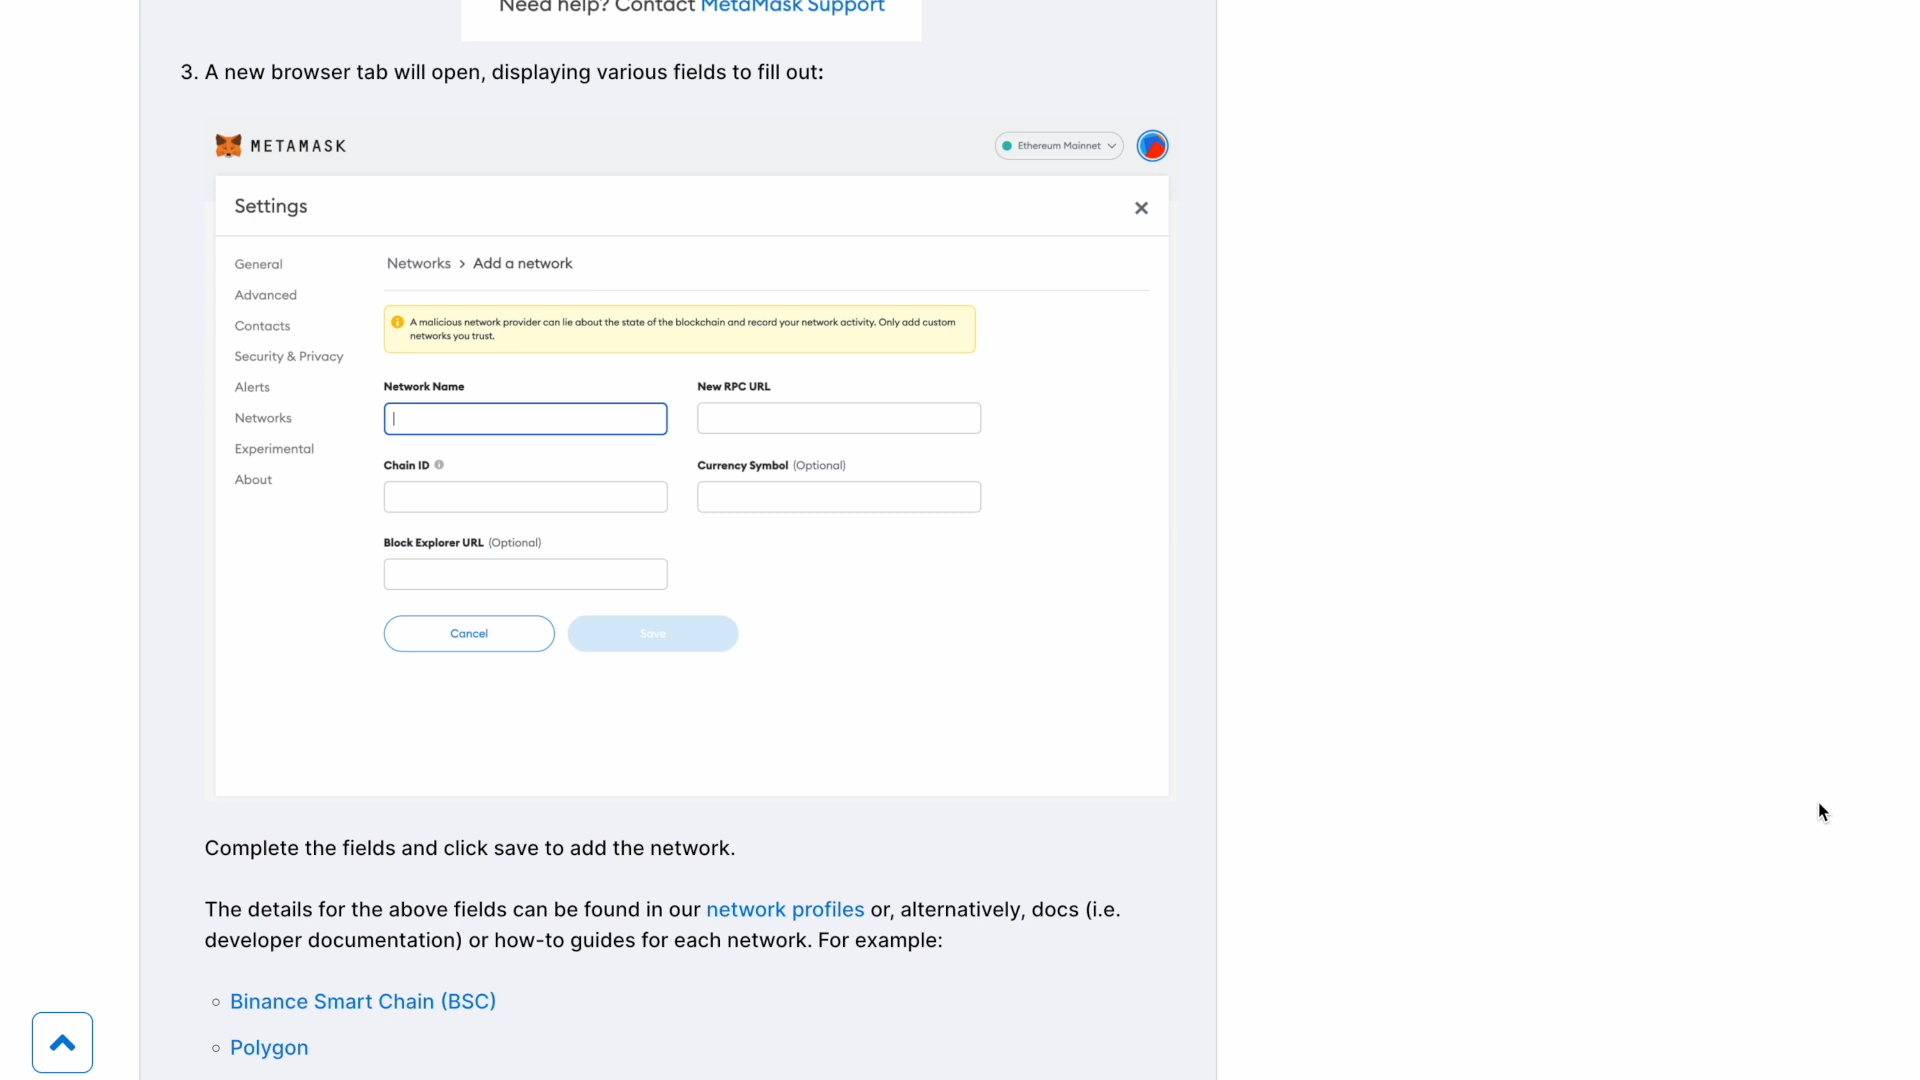 Need help? Contact MetaMask Support
3. A new browser tab will open, displaying various fields to fill out:
METAMASK
Ethereum Mainnet
Settings
General
Advanced
Contacts
Security & Privacy
Alerts
Networks
Experimental
About
Networks > Add a network
A malicious network provider can lie about the state of the blockchain and record your network activity. Only add custom
networks you trust.
Network Name
New RPC URL
Chain ID
Currency Symbol (Optional)
Block Explorer URL (Optional)
Cancel
Save
Complete the fields and click save to add the network.
The details for the above fields can be found in our network profiles or, alternatively, docs (i.e.
developer documentation) or how-to guides for each network. For example:
Binance Smart Chain (BSC)
Polygon